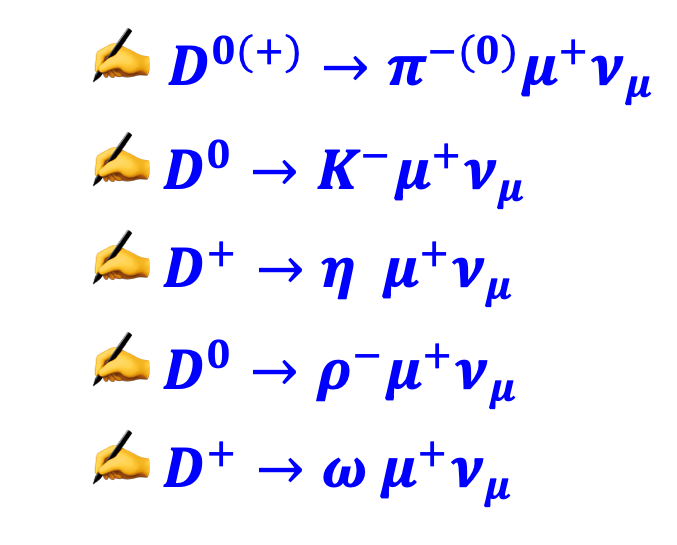 ✍ D⁰⁽⁺⁾ → π⁻⁽⁰⁾μ⁺ν_μ
✍ D⁰ → K⁻μ⁺ν_μ
✍ D⁺ → η μ⁺ν_μ
✍ D⁰ → ρ⁻μ⁺ν_μ
✍ D⁺ → ω μ⁺ν_μ